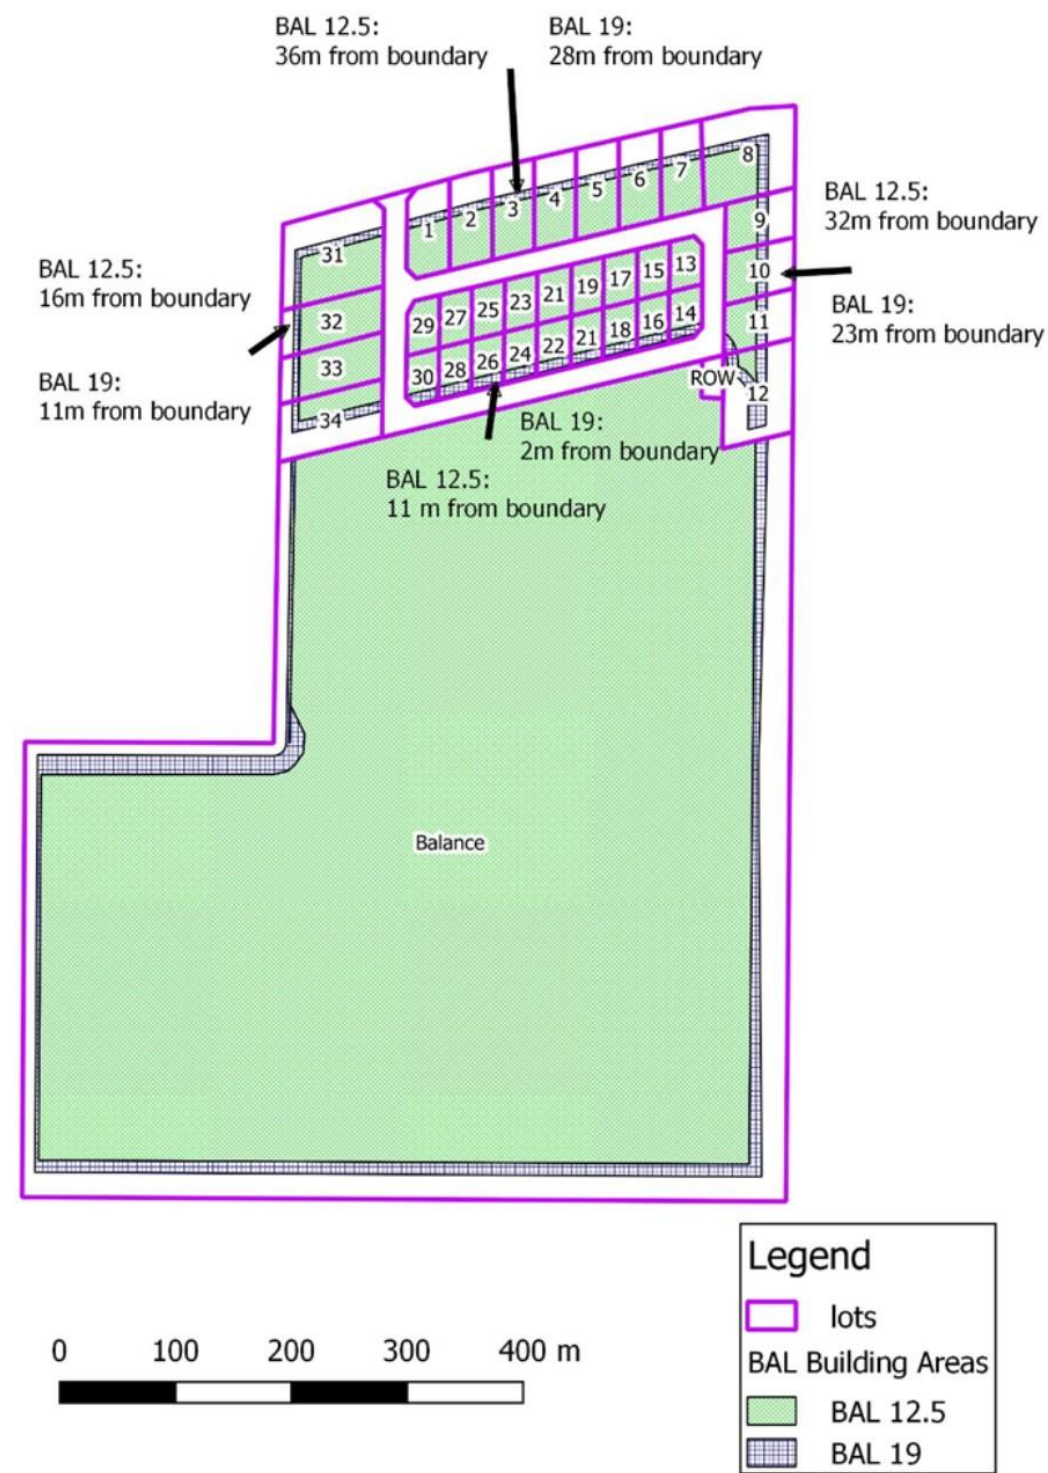 BAL 12.5:
36m from boundary
BAL 19:
28m from boundary
BAL 12.5:
32m from boundary
BAL 19:
23m from boundary
BAL 12.5:
16m from boundary
BAL 19:
11m from boundary
1
2
3
4
5
6
7
8
9
10
11
12
31
32
33
34
29
27
25
23
21
19
17
15
13
30
28
26
24
22
21
18
16
14
ROW
BAL 19:
2m from boundary
BAL 12.5:
11 m from boundary
Balance
Legend
lots
BAL Building Areas
BAL 12.5
BAL 19
0 100 200 300 400 m